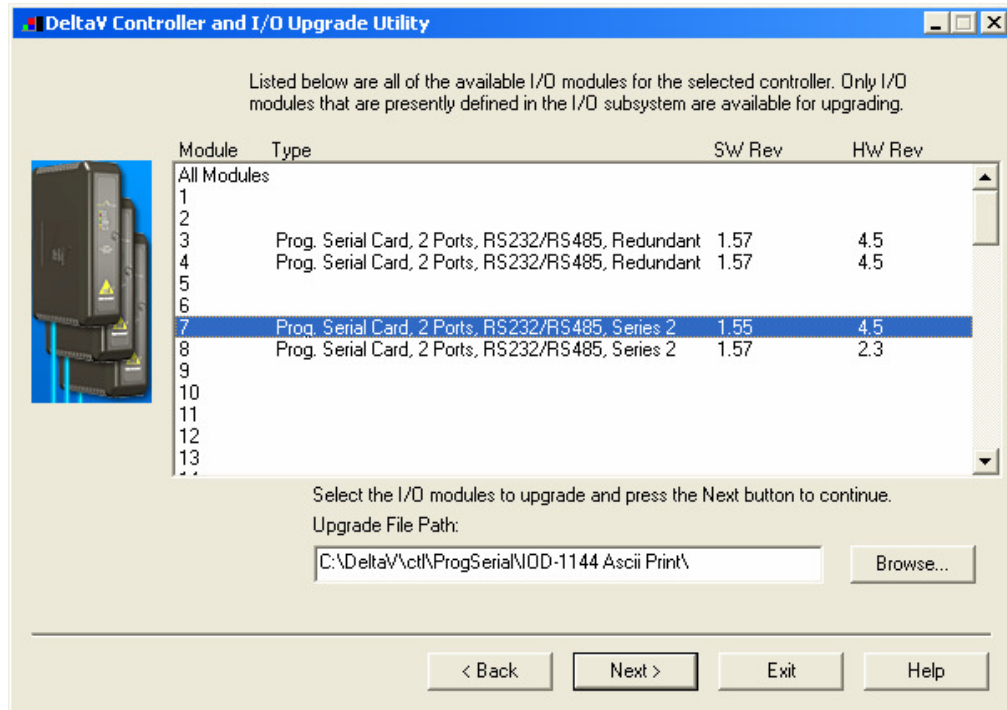 DeltaV Controller and I/O Upgrade Utility
Listed below are all of the available I/O modules for the selected controller. Only I/O
modules that are presently defined in the I/O subsystem are available for upgrading.
Module Type SW Rev HW Rev
All Modules
1
2
3 Prog. Serial Card, 2 Ports, RS232/RS485, Redundant 1.57 4.5
4 Prog. Serial Card, 2 Ports, RS232/RS485, Redundant 1.57 4.5
5
6
7 Prog. Serial Card, 2 Ports, RS232/RS485, Series 2 1.55 4.5
8 Prog. Serial Card, 2 Ports, RS232/RS485, Series 2 1.57 2.3
9
10
11
12
13
Select the I/O modules to upgrade and press the Next button to continue.
Upgrade File Path:
C:\DeltaV\ctl\ProgSerial\IOD-1144 Ascii Print\
Browse...
< Back Next > Exit Help